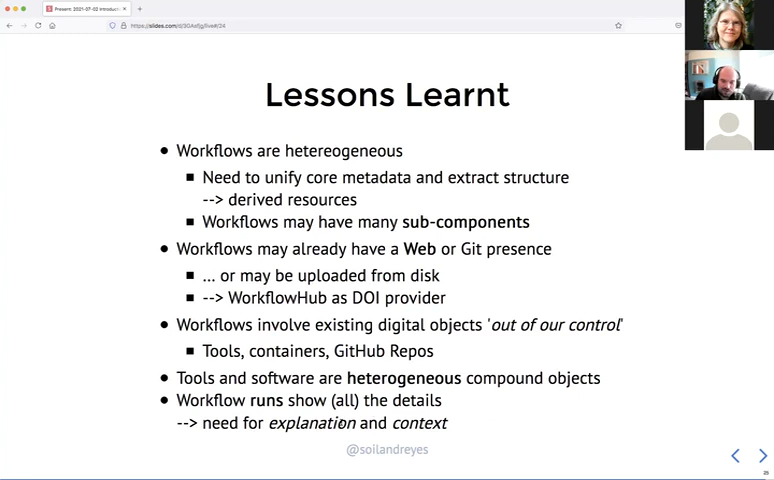 Present: 2021-07-02 introduct
https://slides.com/d/3GAdfjg/live#/24
Lessons Learnt
• Workflows are hetereogeneous
▪ Need to unify core metadata and extract structure
--> derived resources
▪ Workflows may have many sub-components
• Workflows may already have a Web or Git presence
▪ ... or may be uploaded from disk
▪ --> WorkflowHub as DOI provider
• Workflows involve existing digital objects 'out of our control'
▪ Tools, containers, GitHub Repos
• Tools and software are heterogeneous compound objects
• Workflow runs show (all) the details
--> need for explanation and context
@soilandreyes
25